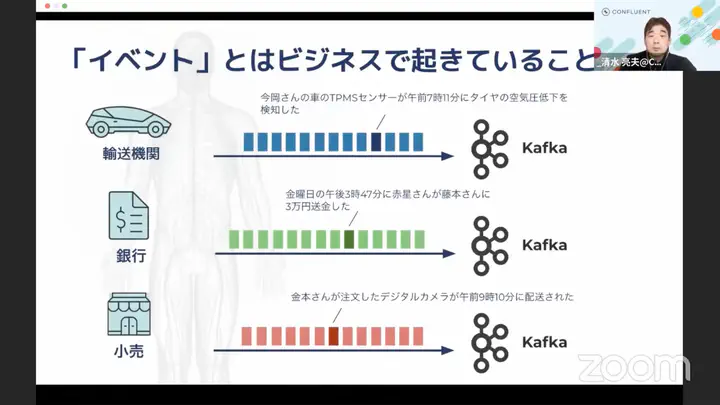 CONFLUENT
清水 亮夫@C...
「イベント」とはビジネスで起きていること
今岡さんの車のTPMSセンサーが午前7時11分にタイヤの空気圧低下を
検知した
輸送機関
Kafka
金曜日の午後3時47分に赤星さんが藤本さんに
3万円送金した
銀行
Kafka
金本さんが注文したデジタルカメラが午前9時10分に配送された
小売
Kafka
zoom